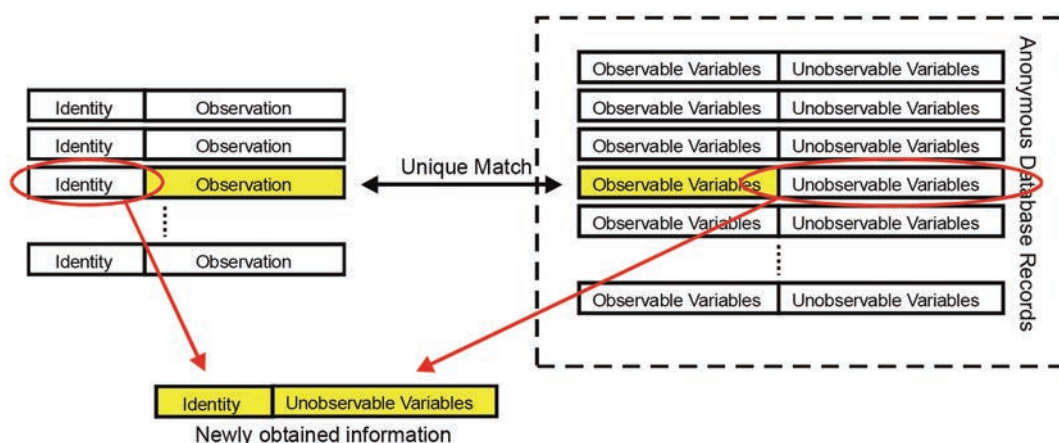 Identity Observation
Identity Observation
Identity Observation
Identity Observation
Unique Match
Observable Variables Unobservable Variables
Observable Variables Unobservable Variables
Observable Variables Unobservable Variables
Observable Variables Unobservable Variables
Observable Variables Unobservable Variables
Observable Variables Unobservable Variables
Anonymous Database Records
Identity Unobservable Variables
Newly obtained information